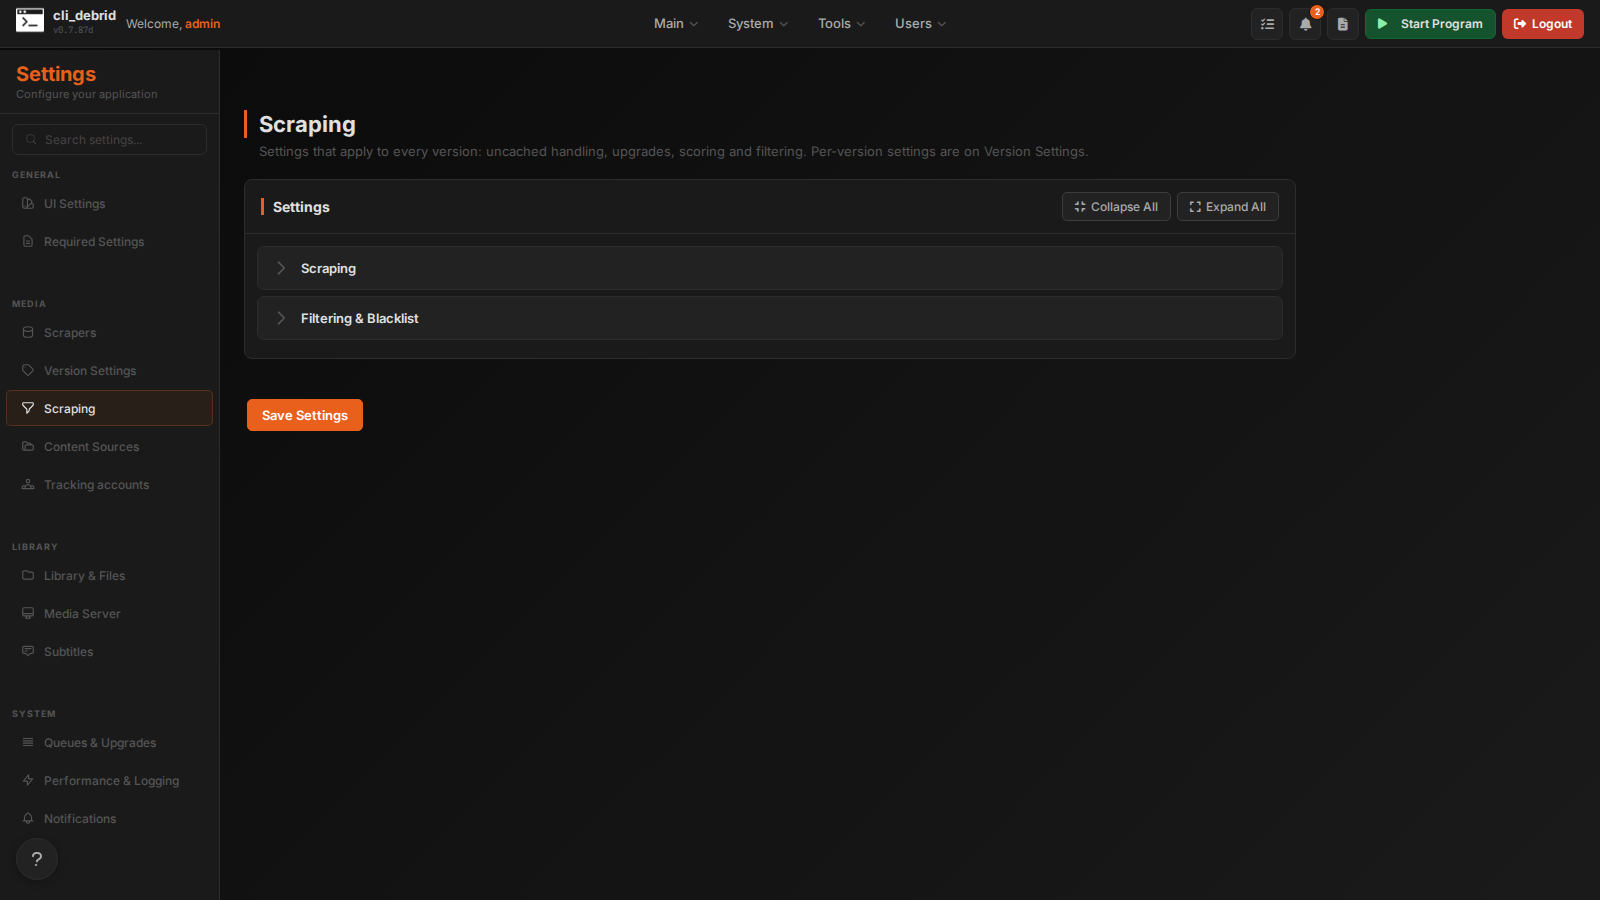 cli_debrid
v0.7.87d
Welcome, admin
Main
System
Tools
Users
2
Start Program
Logout
Settings
Configure your application
Search settings...
GENERAL
UI Settings
Required Settings
MEDIA
Scrapers
Version Settings
Scraping
Content Sources
Tracking accounts
LIBRARY
Library & Files
Media Server
Subtitles
SYSTEM
Queues & Upgrades
Performance & Logging
Notifications
?
Scraping
Settings that apply to every version: uncached handling, upgrades, scoring and filtering. Per-version settings are on Version Settings.
Settings
Collapse All
Expand All
Scraping
Filtering & Blacklist
Save Settings